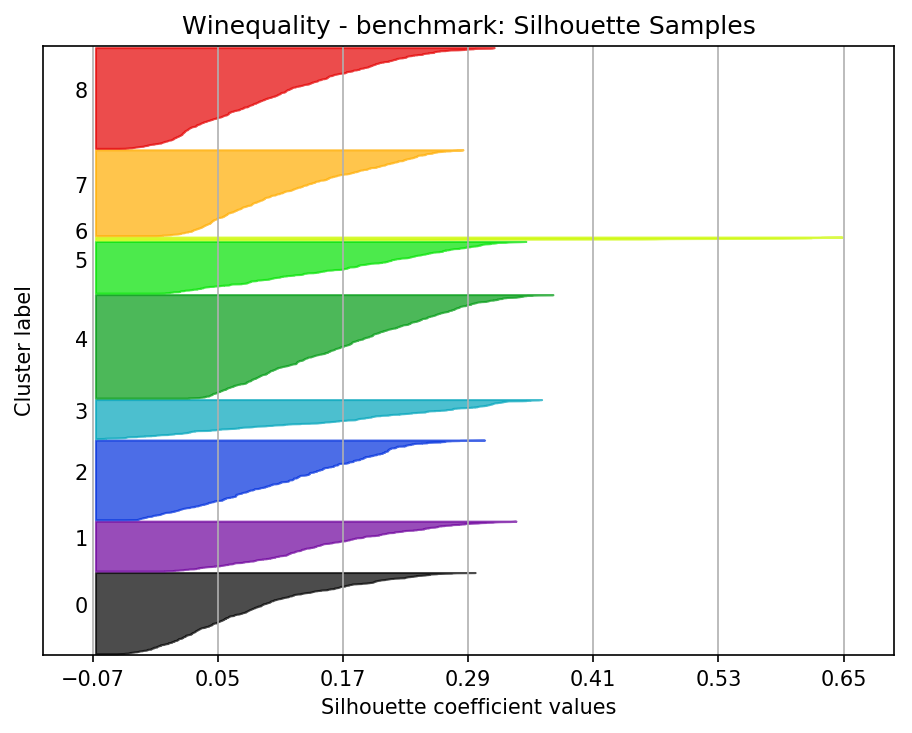 Winequality - benchmark: Silhouette Samples
8
7
6
5
4
3
2
1
0
Cluster label
−0.07 0.05 0.17 0.29 0.41 0.53 0.65
Silhouette coefficient values